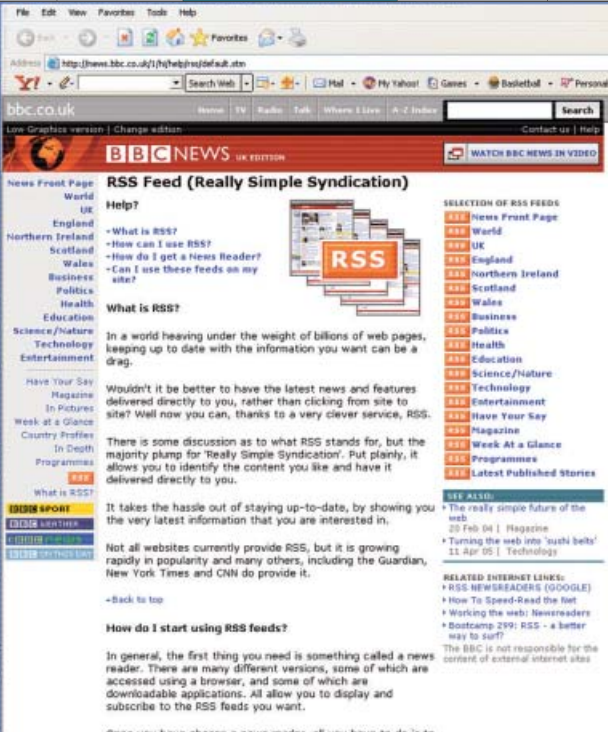 File Edit View Favorites Tools Help
Favorites
Address http://news.bbc.co.uk/1/hi/help/rss/default.stm
Y! Search Web Mail My Yahoo! Games Basketball Personal
bbc.co.uk Home TV Radio Talk Where I Live A-Z Index Search
Low Graphics version | Change edition Contact us | Help
BBC NEWS UK EDITION WATCH BBC NEWS IN VIDEO
News Front Page
World
UK
England
Northern Ireland
Scotland
Wales
Business
Politics
Health
Education
Science/Nature
Technology
Entertainment
Have Your Say
Magazine
In Pictures
Week at a Glance
Country Profiles
In Depth
Programmes
RSS
What is RSS?
BBC SPORT
BBC WEATHER
BBC ON THIS DAY
RSS Feed (Really Simple Syndication)
Help?
What is RSS?
How can I use RSS?
How do I get a News Reader?
Can I use these feeds on my
site?
RSS
What is RSS?
In a world heaving under the weight of billions of web pages,
keeping up to date with the information you want can be a
drag.
Wouldn't it be better to have the latest news and features
delivered directly to you, rather than clicking from site to
site? Well now you can, thanks to a very clever service, RSS.
There is some discussion as to what RSS stands for, but the
majority plump for 'Really Simple Syndication'. Put plainly, it
allows you to identify the content you like and have it
delivered directly to you.
It takes the hassle out of staying up-to-date, by showing you
the very latest information that you are interested in.
Not all websites currently provide RSS, but it is growing
rapidly in popularity and many others, including the Guardian,
New York Times and CNN do provide it.
Back to top
How do I start using RSS feeds?
In general, the first thing you need is something called a news
reader. There are many different versions, some of which are
accessed using a browser, and some of which are
downloadable applications. All allow you to display and
subscribe to the RSS feeds you want.
SELECTION OF RSS FEEDS
RSS News Front Page
RSS World
RSS UK
RSS England
RSS Northern Ireland
RSS Scotland
RSS Wales
RSS Business
RSS Politics
RSS Health
RSS Education
RSS Science/Nature
RSS Technology
RSS Entertainment
RSS Have Your Say
RSS Magazine
RSS Week At a Glance
RSS Programmes
RSS Latest Published Stories
SEE ALSO:
The really simple future of the
web
20 Feb 04 | Magazine
Turning the web into 'sushi belts'
11 Apr 05 | Technology
RELATED INTERNET LINKS:
RSS NEWSREADERS (GOOGLE)
How To Speed-Read the Net
Working the web: Newsreaders
Bootcamp 299: RSS - a better
way to surf?
The BBC is not responsible for the
content of external internet sites